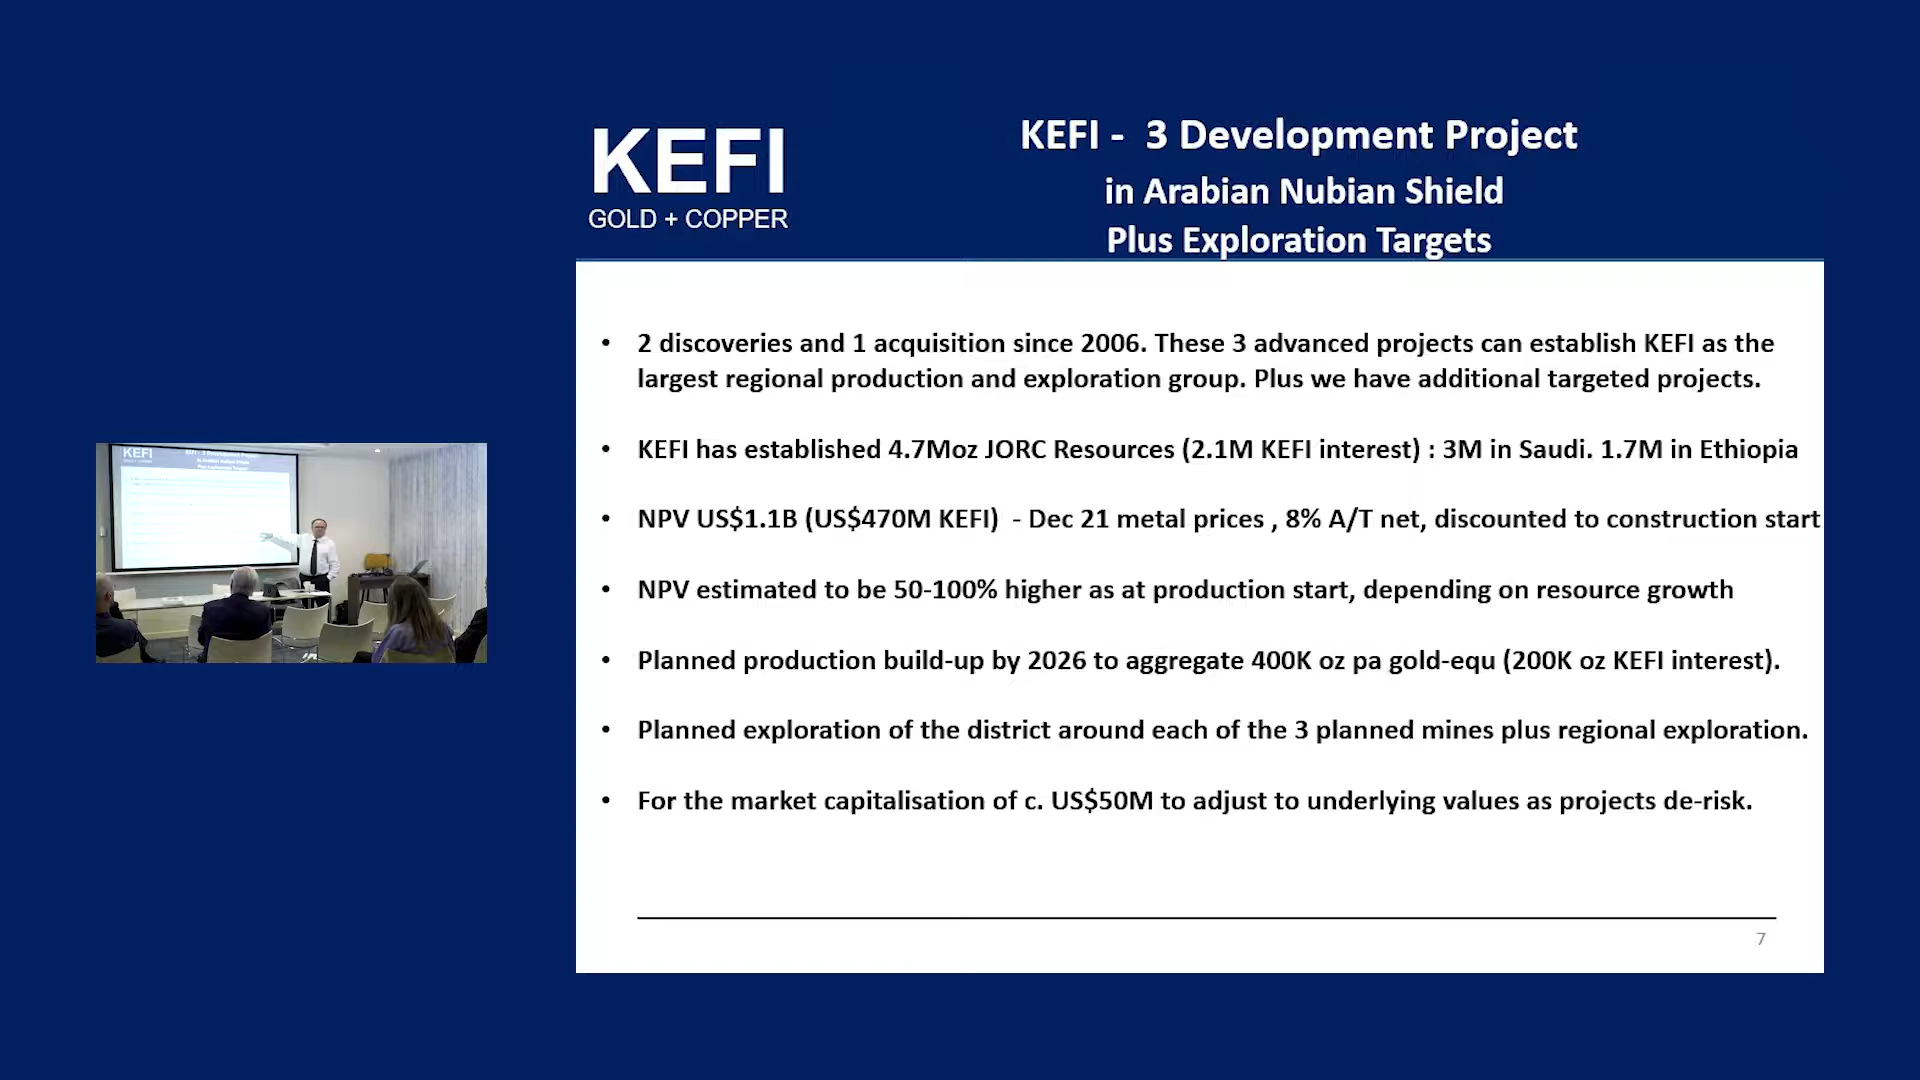 KEFI
GOLD + COPPER
KEFI -  3 Development Project
in Arabian Nubian Shield
Plus Exploration Targets
• 2 discoveries and 1 acquisition since 2006. These 3 advanced projects can establish KEFI as the
largest regional production and exploration group. Plus we have additional targeted projects.
• KEFI has established 4.7Moz JORC Resources (2.1M KEFI interest) : 3M in Saudi. 1.7M in Ethiopia
• NPV US$1.1B (US$470M KEFI)  - Dec 21 metal prices , 8% A/T net, discounted to construction start
• NPV estimated to be 50-100% higher as at production start, depending on resource growth
• Planned production build-up by 2026 to aggregate 400K oz pa gold-equ (200K oz KEFI interest).
• Planned exploration of the district around each of the 3 planned mines plus regional exploration.
• For the market capitalisation of c. US$50M to adjust to underlying values as projects de-risk.
7
KEFI